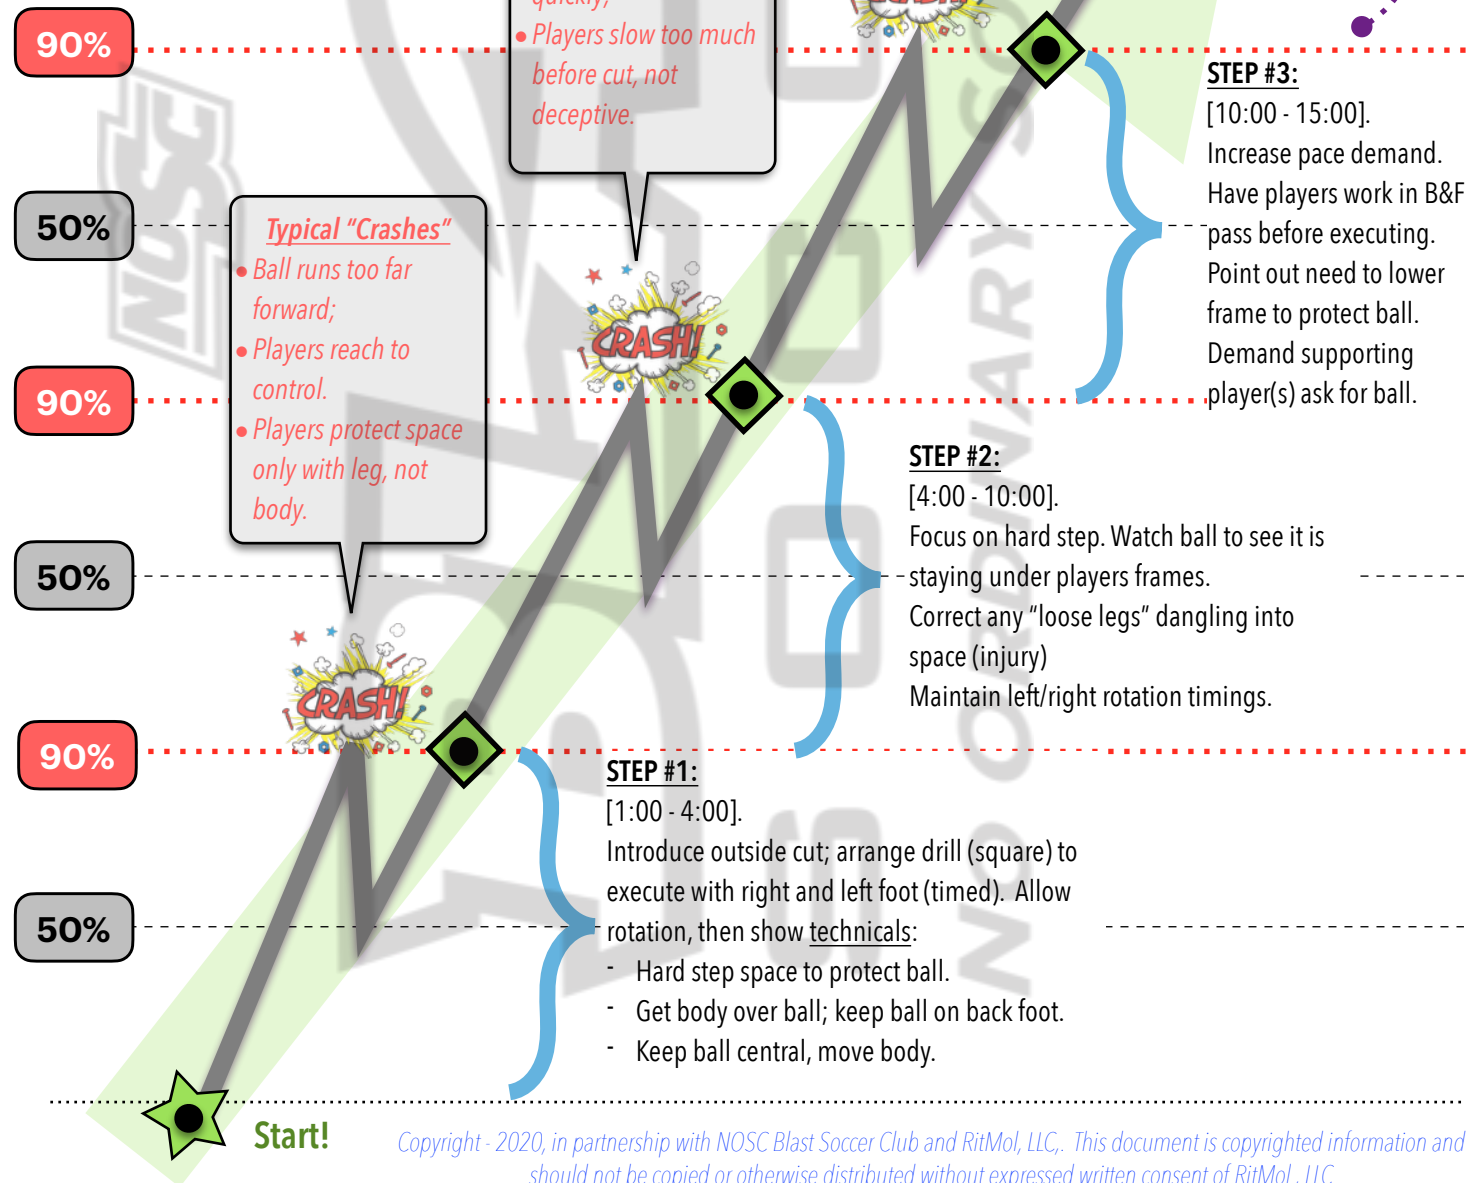 quickly;
• Players slow too much
before cut, not
deceptive.
90%
STEP #3:
[10:00 - 15:00].
Increase pace demand.
Have players work in B&F
pass before executing.
Point out need to lower
frame to protect ball.
Demand supporting
player(s) ask for ball.
50%
Typical “Crashes”
• Ball runs too far
forward;
• Players reach to
control.
• Players protect space
only with leg, not
body.
CRASH!
90%
STEP #2:
[4:00 - 10:00].
Focus on hard step. Watch ball to see it is
staying under players frames.
Correct any “loose legs” dangling into
space (injury)
Maintain left/right rotation timings.
50%
CRASH!
90%
STEP #1:
[1:00 - 4:00].
Introduce outside cut; arrange drill (square) to
execute with right and left foot (timed). Allow
rotation, then show technicals:
- Hard step space to protect ball.
- Get body over ball; keep ball on back foot.
- Keep ball central, move body.
50%
Start!
Copyright - 2020, in partnership with NOSC Blast Soccer Club and RitMol, LLC,. This document is copyrighted information and
should not be copied or otherwise distributed without expressed written consent of RitMol, LLC
NOSC
NO ORDINARY